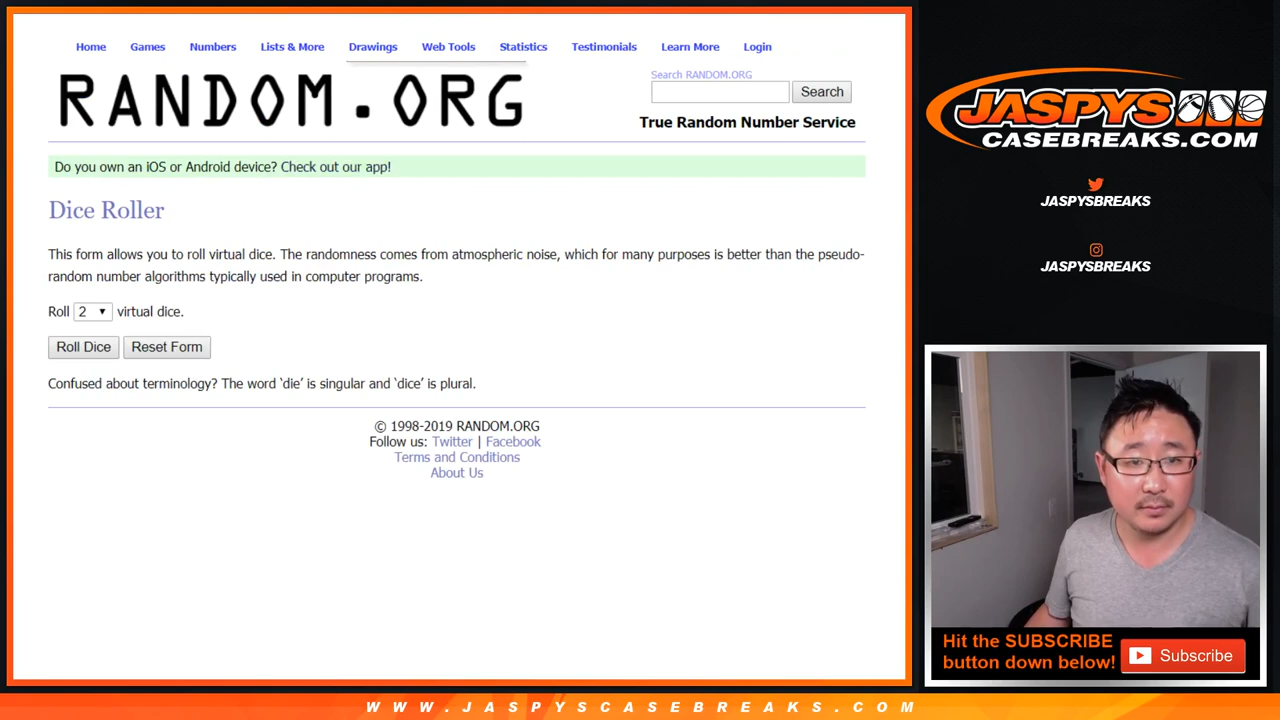 Home Games Numbers Lists & More Drawings Web Tools Statistics Testimonials Learn More Login
RANDOM.ORG
Search RANDOM.ORG
Search
True Random Number Service
Do you own an iOS or Android device? Check out our app!
Dice Roller
This form allows you to roll virtual dice. The randomness comes from atmospheric noise, which for many purposes is better than the pseudo-
random number algorithms typically used in computer programs.
Roll 2 virtual dice.
Roll Dice Reset Form
Confused about terminology? The word ‘die’ is singular and ‘dice’ is plural.
© 1998-2019 RANDOM.ORG
Follow us: Twitter | Facebook
Terms and Conditions
About Us
JASPYS
CASEBREAKS.COM
JASPYSBREAKS
JASPYSBREAKS
Hit the SUBSCRIBE
button down below!
Subscribe
WWW.JASPYSCASEBREAKS.COM